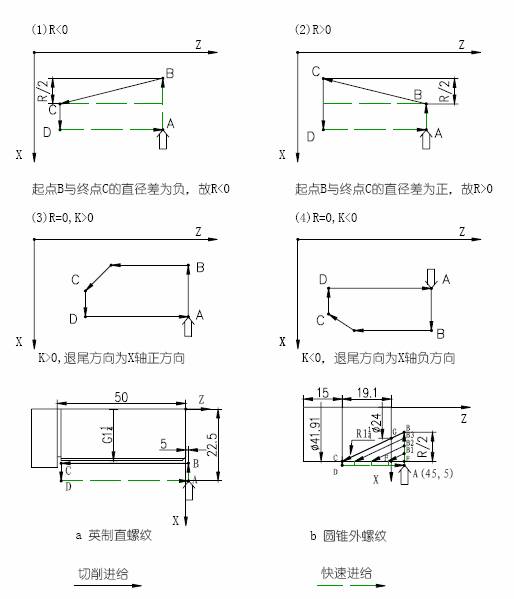 (1)R<0
(2)R>0
Z
Z
R/2
B
C
D
A
X
C
B
R/2
D
A
X
起点B与终点C的直径差为负，故R<0
起点B与终点C的直径差为正，故R>0
(3)R=0,K>0
(4)R=0,K<0
Z
Z
B
C
D
A
X
D
A
C
B
X
K>0,退尾方向为X轴正方向
K<0，退尾方向为X轴负方向
50
Z
5
22.5
C
B
D
A
X
15
19.1
Z
ø41.91
ø24
G
B
B3
B2
B1
R/2
C
D
F
X
A(45,5)
a 英制直螺纹
b 圆锥外螺纹
切削进给
快速进给